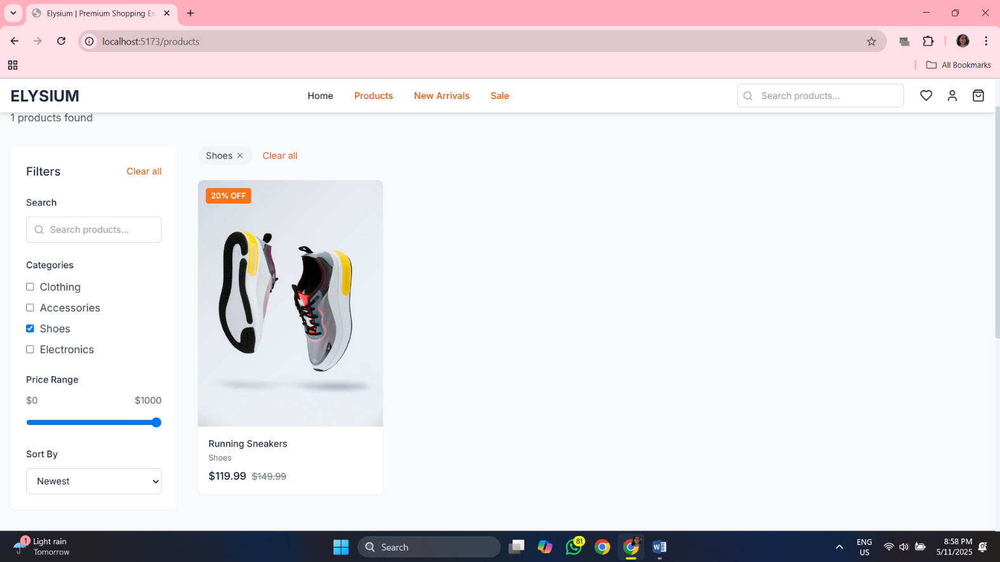 Elysium | Premium Shopping Ex
localhost:5173/products
All Bookmarks
ELYSIUM
Home
Products
New Arrivals
Sale
Search products...
1 products found
Filters
Clear all
Search
Search products...
Categories
Clothing
Accessories
Shoes
Electronics
Price Range
$0
$1000
Sort By
Newest
Shoes
Clear all
20% OFF
Running Sneakers
Shoes
$119.99 $149.99
1
Light rain
Tomorrow
Search
81
ENG
US
8:58 PM
5/11/2025